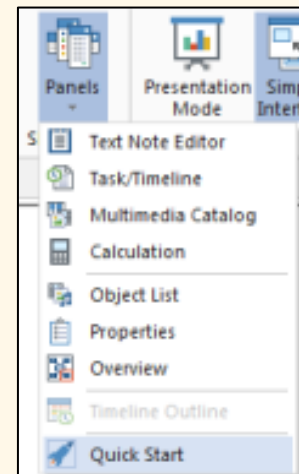 Panels
Presentation
Mode
Text Note Editor
Task/Timeline
Multimedia Catalog
Calculation
Object List
Properties
Overview
Timeline Outline
Quick Start